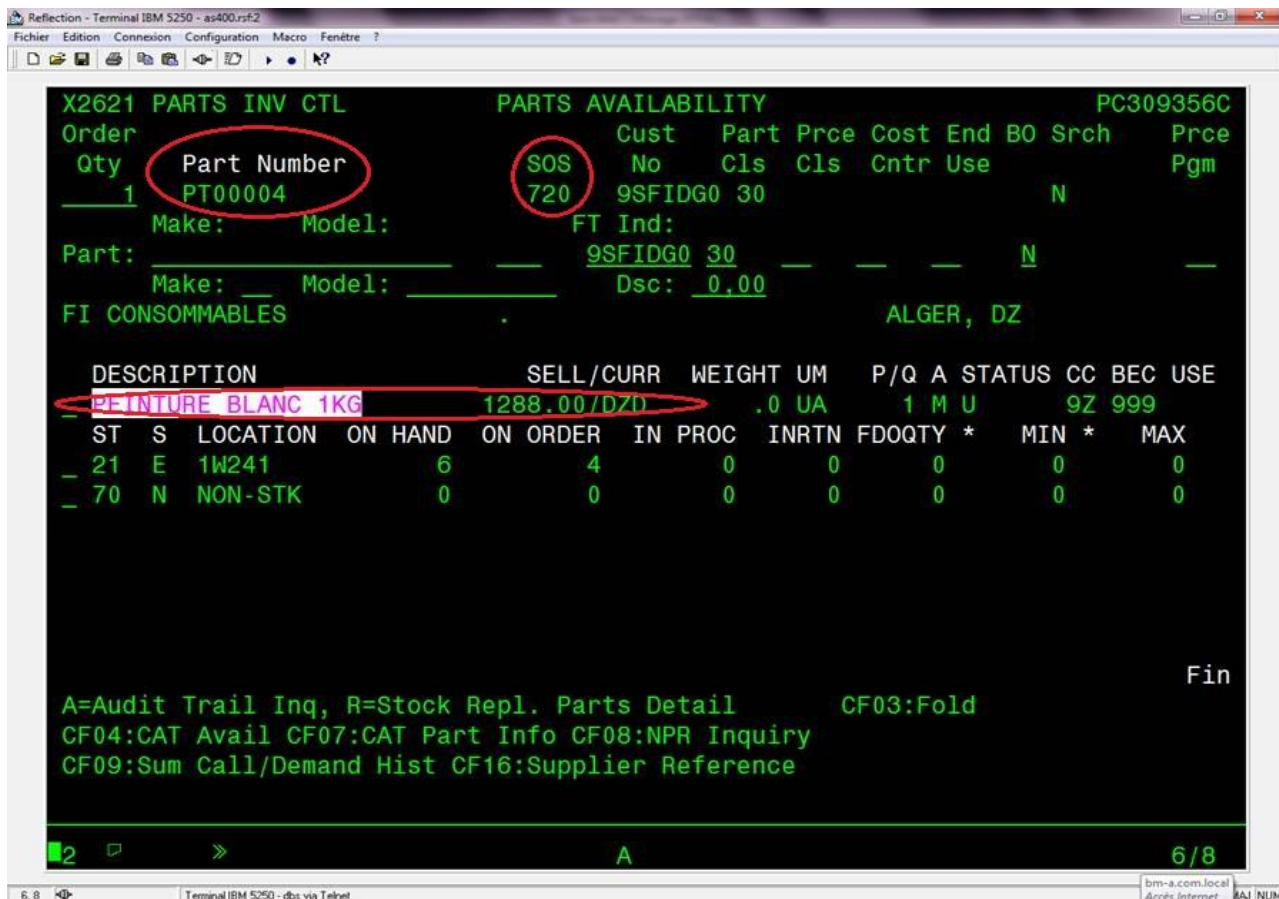 Reflection - Terminal IBM 5250 - as400.rsf:2
Fichier Edition Connexion Configuration Macro Fenêtre ?
X2621 PARTS INV CTL PARTS AVAILABILITY PC309356C
Order Cust Part Prce Cost End BO Srch Prce
Qty Part Number SOS No Cls Cls Cntr Use Pgm
1 PT00004 720 9SFIDG0 30 N
Make: Model: FT Ind:
Part: 9SFIDG0 30 N
Make: Model: Dsc: 0,00
FI CONSOMMABLES . ALGER, DZ
DESCRIPTION SELL/CURR WEIGHT UM P/Q A STATUS CC BEC USE
PEINTURE BLANC 1KG 1288.00/DZD .0 UA 1 M U 9Z 999
ST S LOCATION ON HAND ON ORDER IN PROC INRTN FDOQTY * MIN * MAX
21 E 1W241 6 4 0 0 0 0 0
70 N NON-STK 0 0 0 0 0 0 0
Fin
A=Audit Trail Inq, R=Stock Repl. Parts Detail CF03:Fold
CF04:CAT Avail CF07:CAT Part Info CF08:NPR Inquiry
CF09:Sum Call/Demand Hist CF16:Supplier Reference
2 » A 6/8
bm-a.com.local
6, 8 Terminal IBM 5250 - dbs via Telnet Accès Internet MAJ NUM